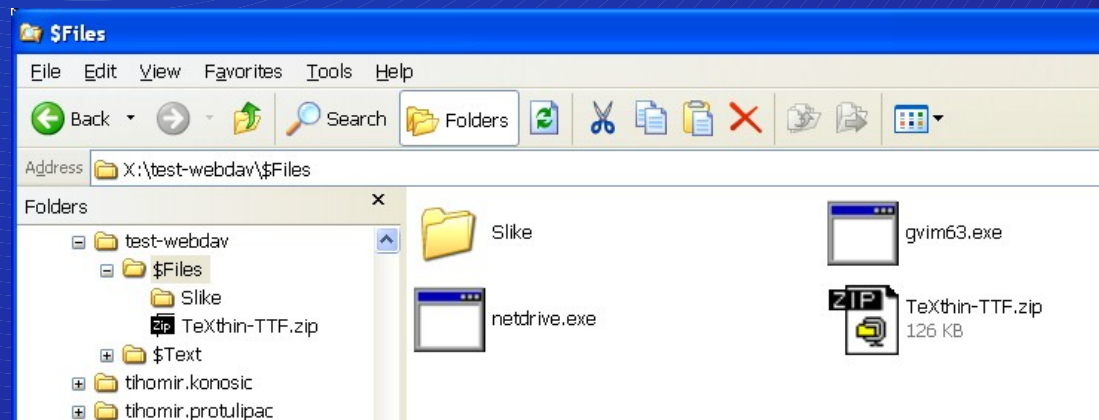 $Files
File Edit View Favorites Tools Help
Back Search Folders
Address X:\test-webdav\$Files
Folders
test-webdav
$Files
Slike
Zip TeXthin-TTF.zip
$Text
tihomir.konosic
tihomir.protulipac
Slike
gvim63.exe
netdrive.exe
ZIP
TeXthin-TTF.zip
126 KB